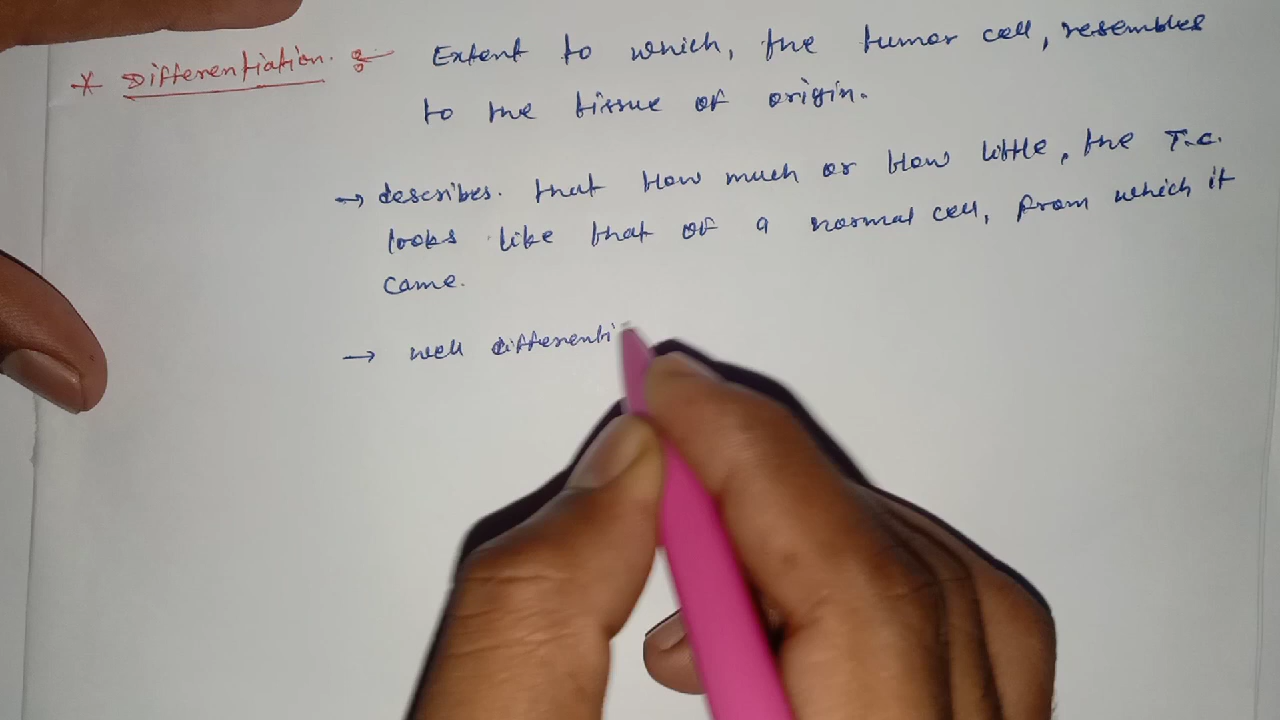 * Differentiation :- Extent to which, the tumor cell, resembles
to the tissue of origin.
→ describes. that How much or How little, the T.C.
looks like that of a normal cell, from which it
came.
→ well differenti